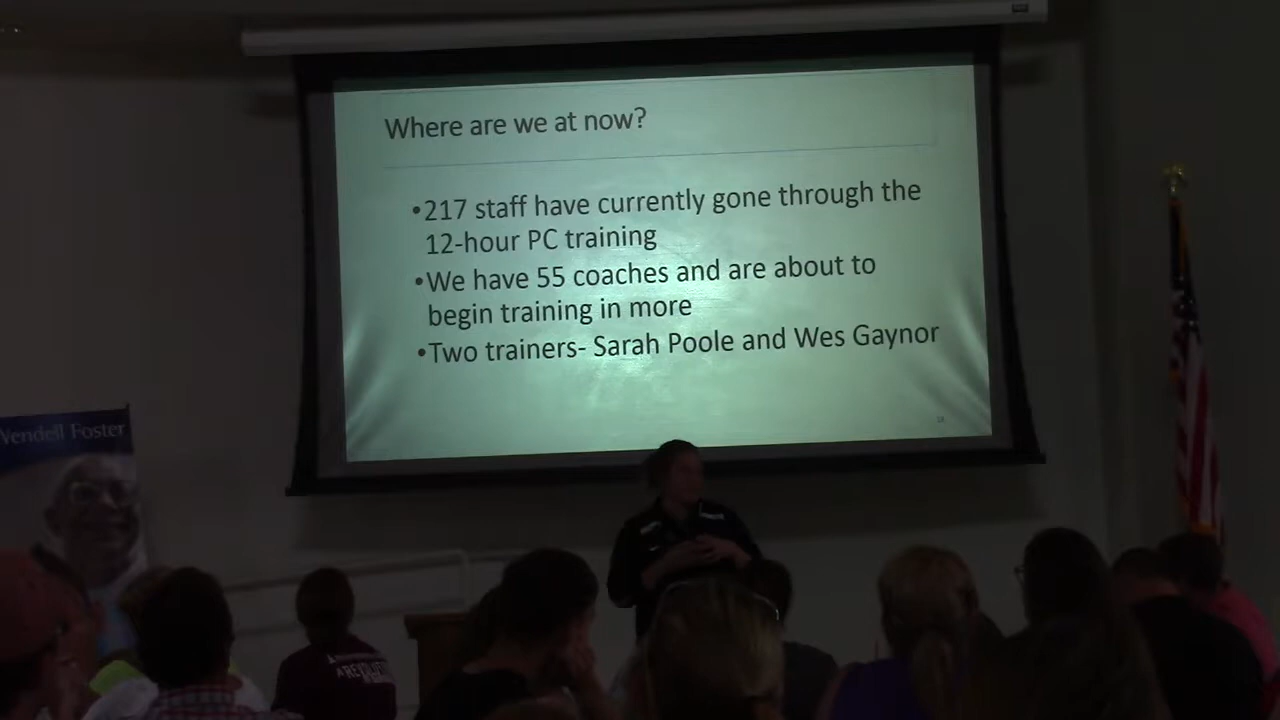 Where are we at now?
•217 staff have currently gone through the
12-hour PC training
•We have 55 coaches and are about to
begin training in more
•Two trainers- Sarah Poole and Wes Gaynor
Wendell Foster